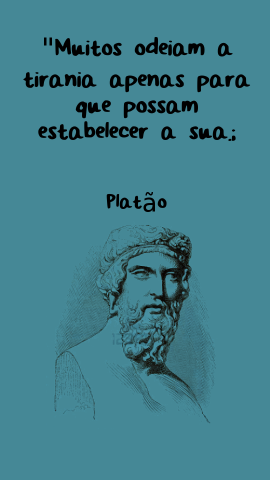 "Muitos odeiam a
tirania apenas para
que possam
estabelecer a sua.;
Platão